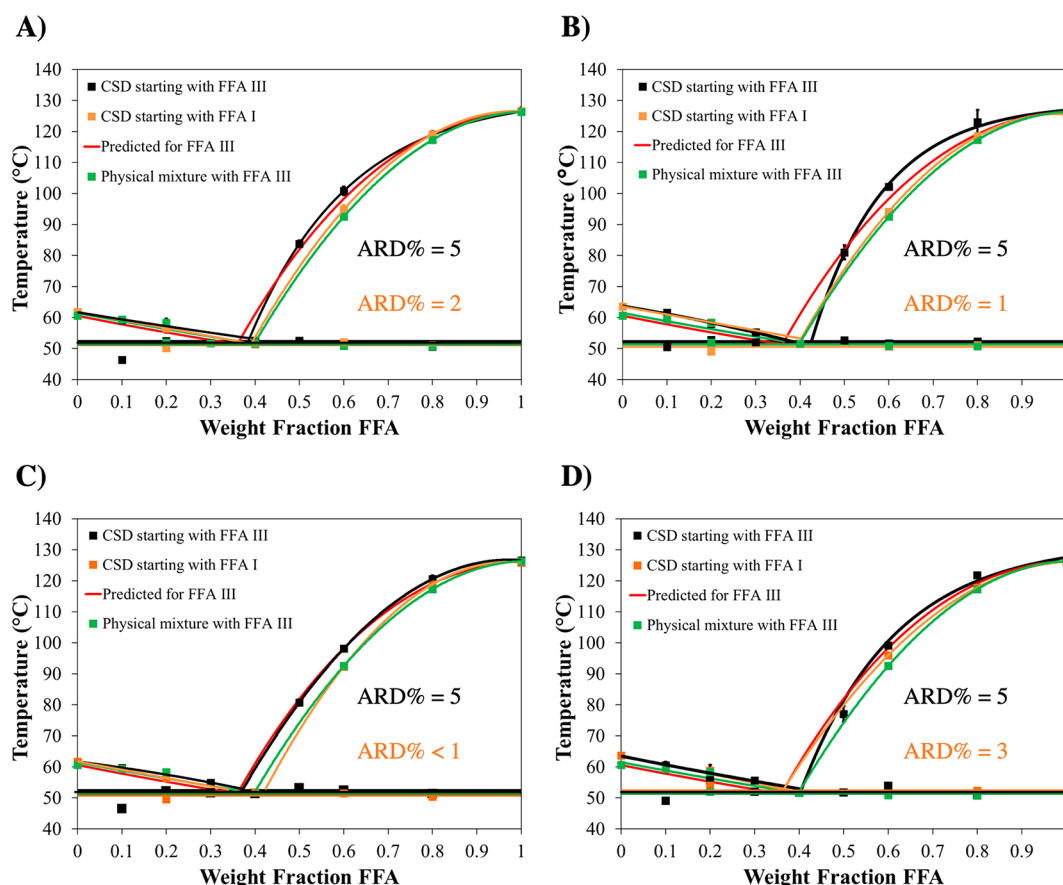 A)
140
130
120
110
100
90
80
70
60
50
40
Temperature (°C)
CSD starting with FFA III
CSD starting with FFA I
Predicted for FFA III
Physical mixture with FFA III
ARD% = 5
ARD% = 2
0 0.1 0.2 0.3 0.4 0.5 0.6 0.7 0.8 0.9 1
Weight Fraction FFA
B)
140
130
120
110
100
90
80
70
60
50
40
Temperature (°C)
CSD starting with FFA III
CSD starting with FFA I
Predicted for FFA III
Physical mixture with FFA III
ARD% = 5
ARD% = 1
0 0.1 0.2 0.3 0.4 0.5 0.6 0.7 0.8 0.9
Weight Fraction FFA
C)
140
130
120
110
100
90
80
70
60
50
40
Temperature (°C)
CSD starting with FFA III
CSD starting with FFA I
Predicted for FFA III
Physical mixture with FFA III
ARD% = 5
ARD% < 1
0 0.1 0.2 0.3 0.4 0.5 0.6 0.7 0.8 0.9 1
Weight Fraction FFA
D)
140
130
120
110
100
90
80
70
60
50
40
Temperature (°C)
CSD starting with FFA III
CSD starting with FFA I
Predicted for FFA III
Physical mixture with FFA III
ARD% = 5
ARD% = 3
0 0.1 0.2 0.3 0.4 0.5 0.6 0.7 0.8 0.9
Weight Fraction FFA